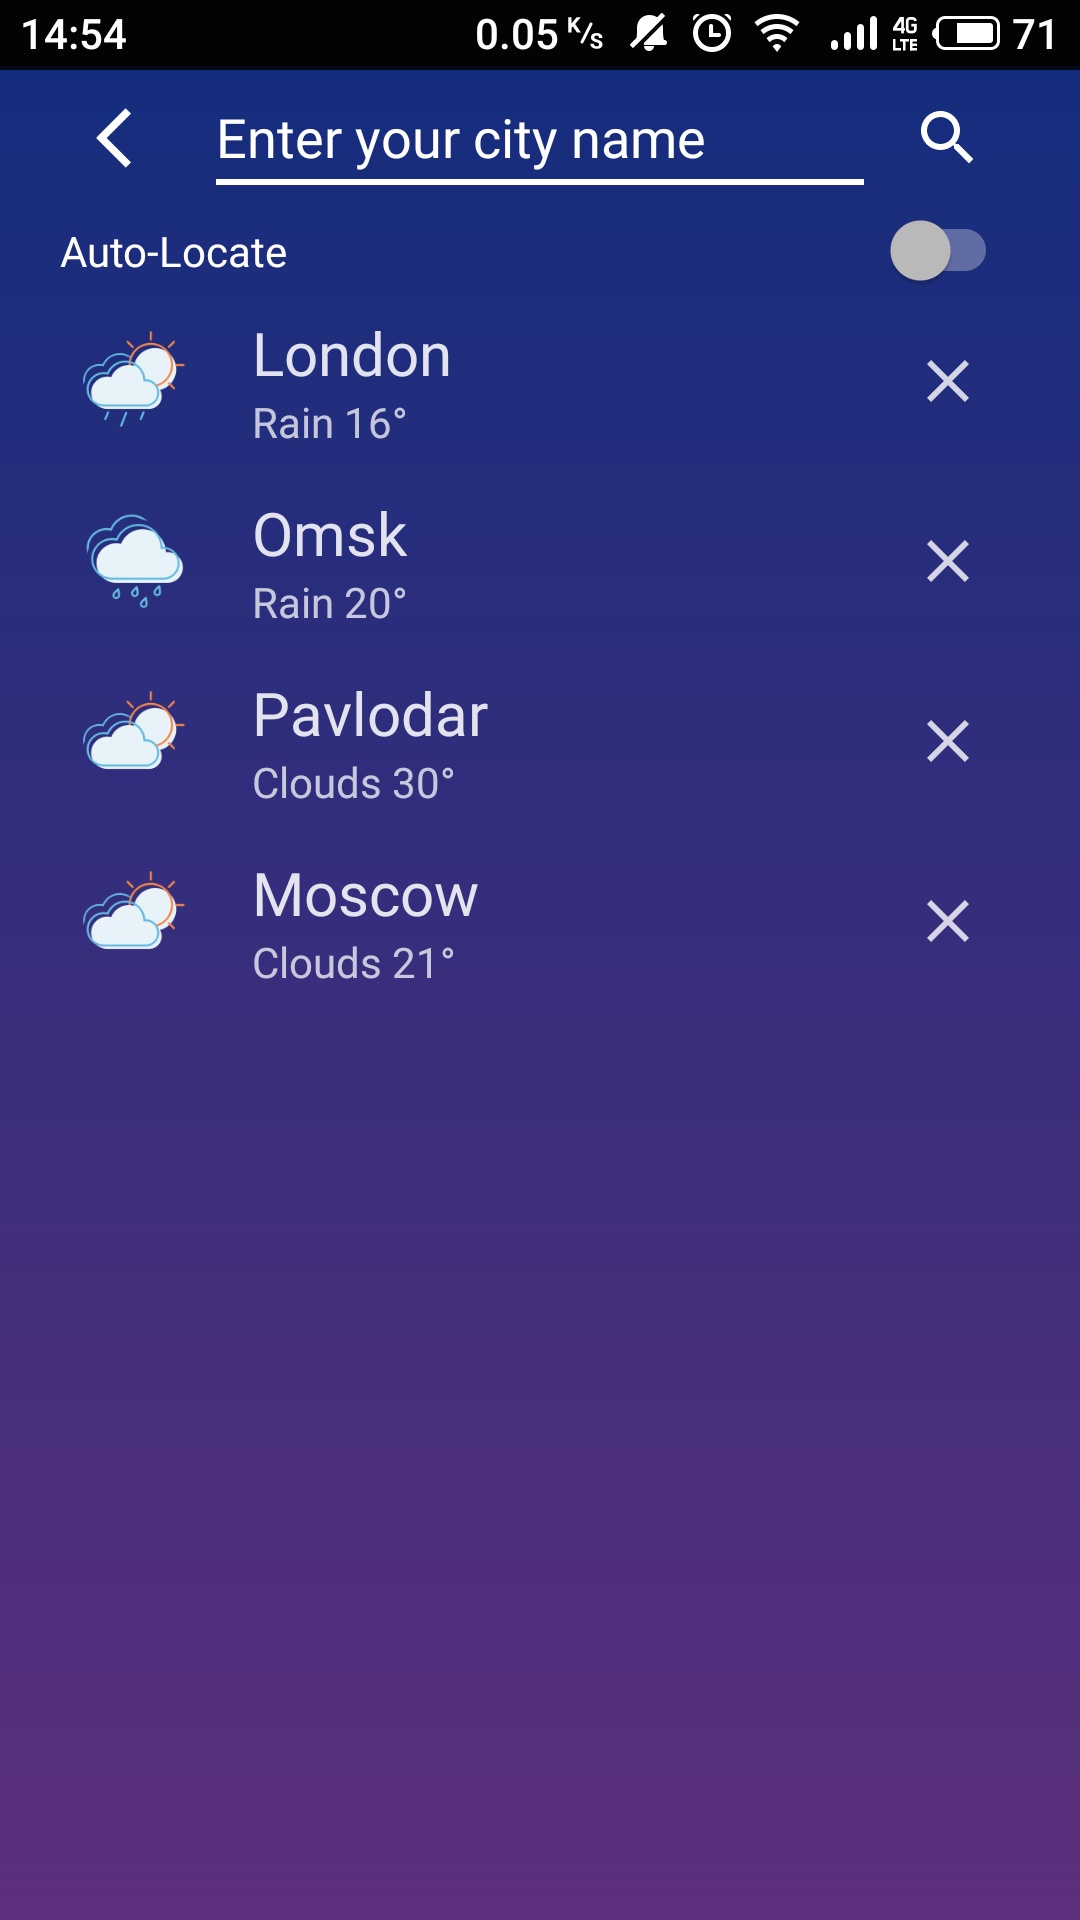 14:54 0.05 K/s 4G LTE 71
Enter your city name
Auto-Locate
London
Rain 16°
Omsk
Rain 20°
Pavlodar
Clouds 30°
Moscow
Clouds 21°